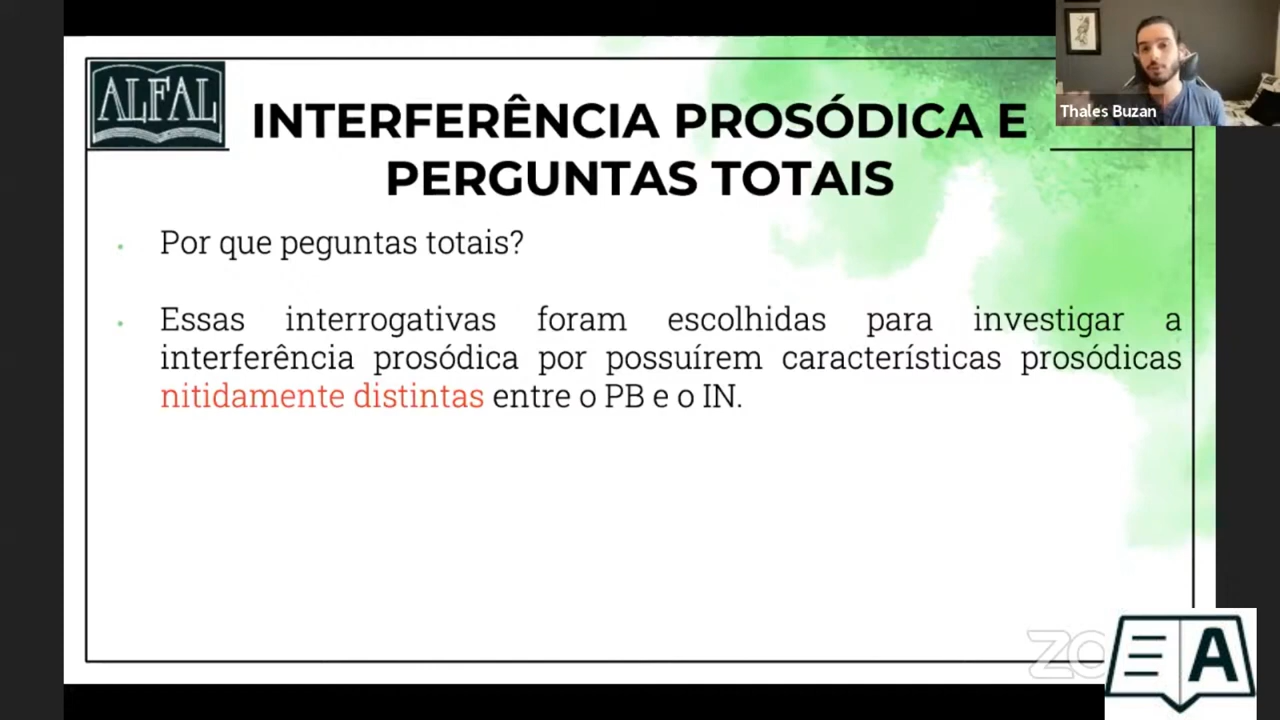 ALFAL
INTERFERÊNCIA PROSÓDICA E
PERGUNTAS TOTAIS
Thales Buzan
Por que peguntas totais?
Essas interrogativas foram escolhidas para investigar a
interferência prosódica por possuírem características prosódicas
nitidamente distintas entre o PB e o IN.
A